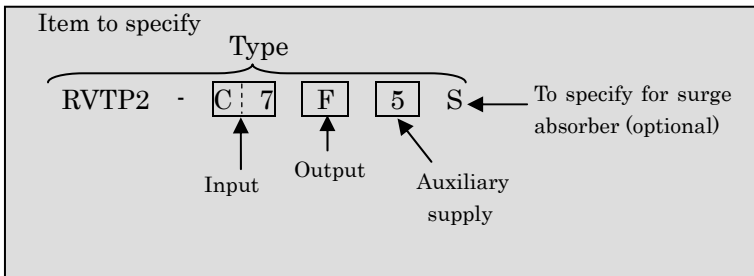 Item to specify
Type
RVTP2 - C 7 F 5 S
To specify for surge
absorber (optional)
Input
Output
Auxiliary
supply